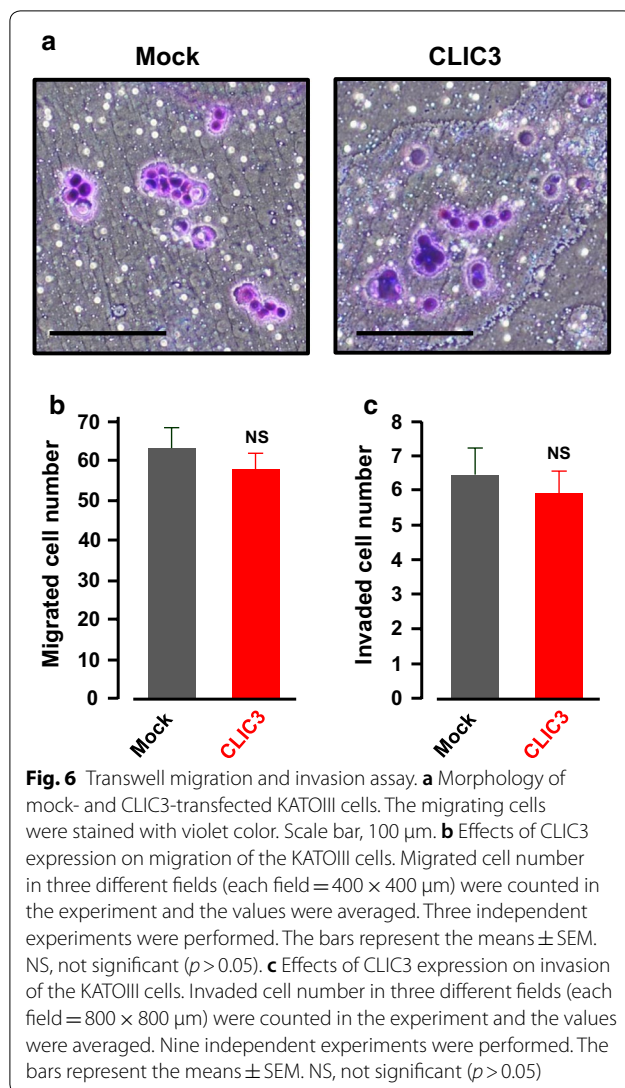 a
Mock
CLIC3
b
70
60
50
40
30
20
10
0
Migrated cell number
NS
Mock
CLIC3
c
8
7
6
5
4
3
2
1
0
Invaded cell number
NS
Mock
CLIC3
Fig. 6 Transwell migration and invasion assay. a Morphology of
mock- and CLIC3-transfected KATOIII cells. The migrating cells
were stained with violet color. Scale bar, 100 μm. b Effects of CLIC3
expression on migration of the KATOIII cells. Migrated cell number
in three different fields (each field = 400 × 400 μm) were counted in
the experiment and the values were averaged. Three independent
experiments were performed. The bars represent the means ± SEM.
NS, not significant (p > 0.05). c Effects of CLIC3 expression on invasion
of the KATOIII cells. Invaded cell number in three different fields (each
field = 800 × 800 μm) were counted in the experiment and the values
were averaged. Nine independent experiments were performed. The
bars represent the means ± SEM. NS, not significant (p > 0.05)